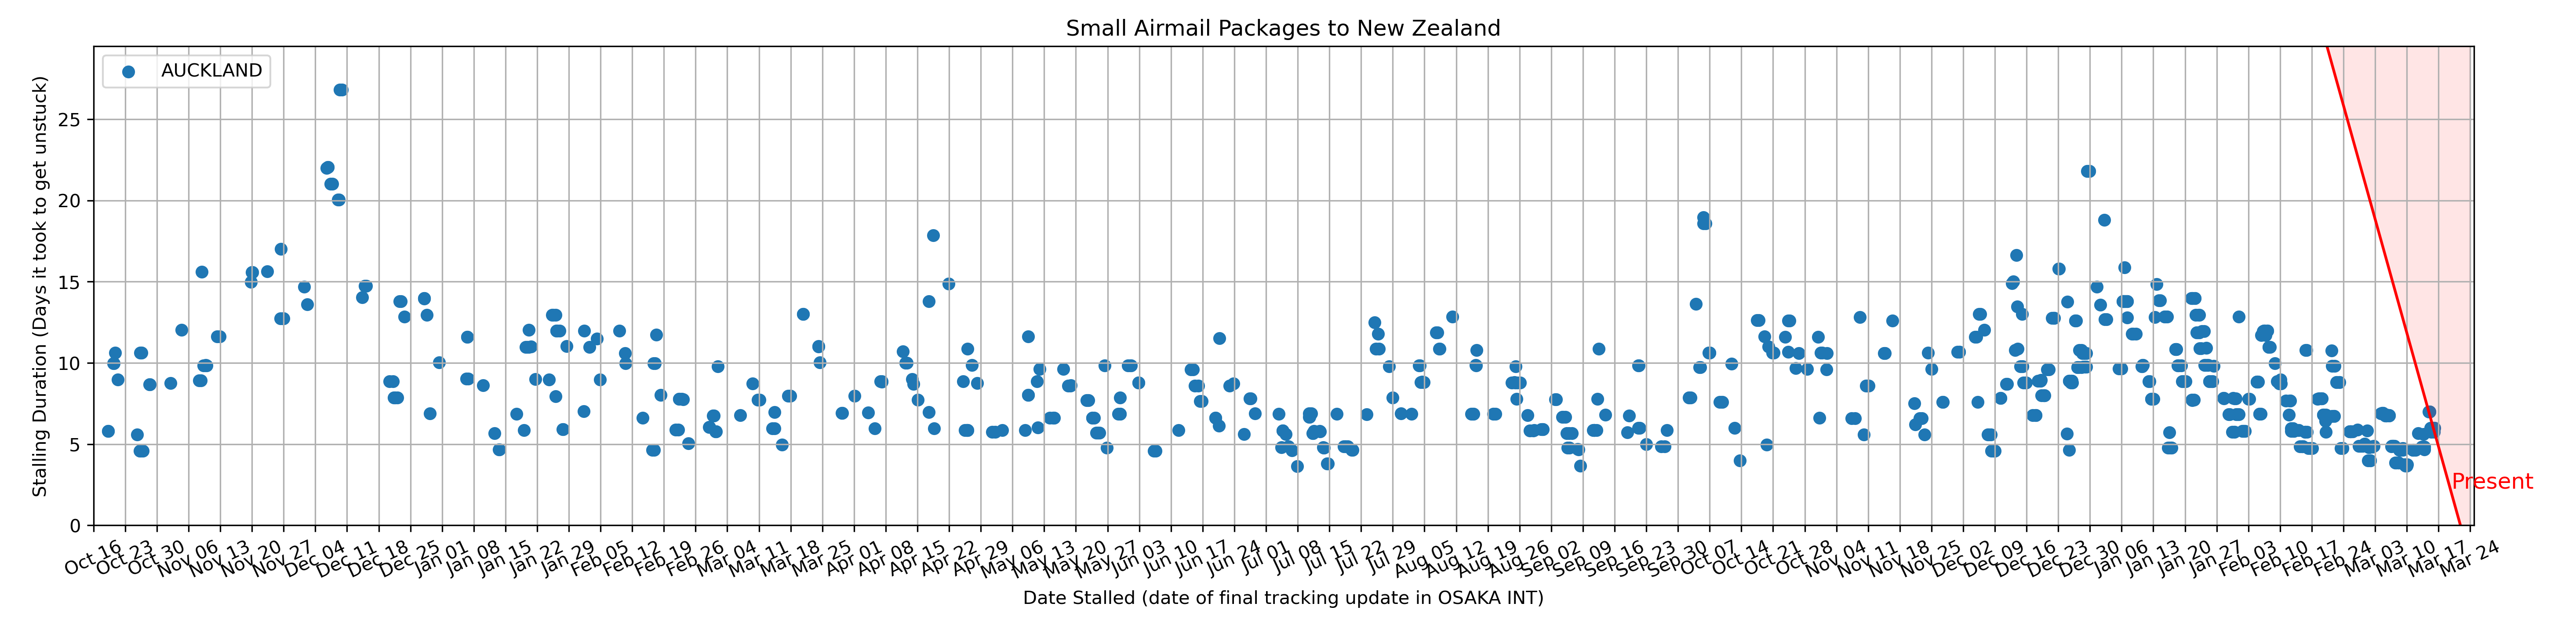 Small Airmail Packages to New Zealand
AUCKLAND
Stalling Duration (Days it took to get unstuck)
25
20
15
10
5
0
Present
Oct 16 Oct 23 Oct 30 Nov 06 Nov 13 Nov 20 Nov 27 Dec 04 Dec 11 Dec 18 Dec 25 Jan 01 Jan 08 Jan 15 Jan 22 Jan 29 Feb 05 Feb 12 Feb 19 Feb 26 Mar 04 Mar 11 Mar 18 Mar 25 Apr 01 Apr 08 Apr 15 Apr 22 Apr 29 May 06 May 13 May 20 May 27 Jun 03 Jun 10 Jun 17 Jun 24 Jul 01 Jul 08 Jul 15 Jul 22 Jul 29 Aug 05 Aug 12 Aug 19 Aug 26 Sep 02 Sep 09 Sep 16 Sep 23 Sep 30 Oct 07 Oct 14 Oct 21 Oct 28 Nov 04 Nov 11 Nov 18 Nov 25 Dec 02 Dec 09 Dec 16 Dec 23 Dec 30 Jan 06 Jan 13 Jan 20 Jan 27 Feb 03 Feb 10 Feb 17 Feb 24 Mar 03 Mar 10 Mar 17 Mar 24
Date Stalled (date of final tracking update in OSAKA INT)